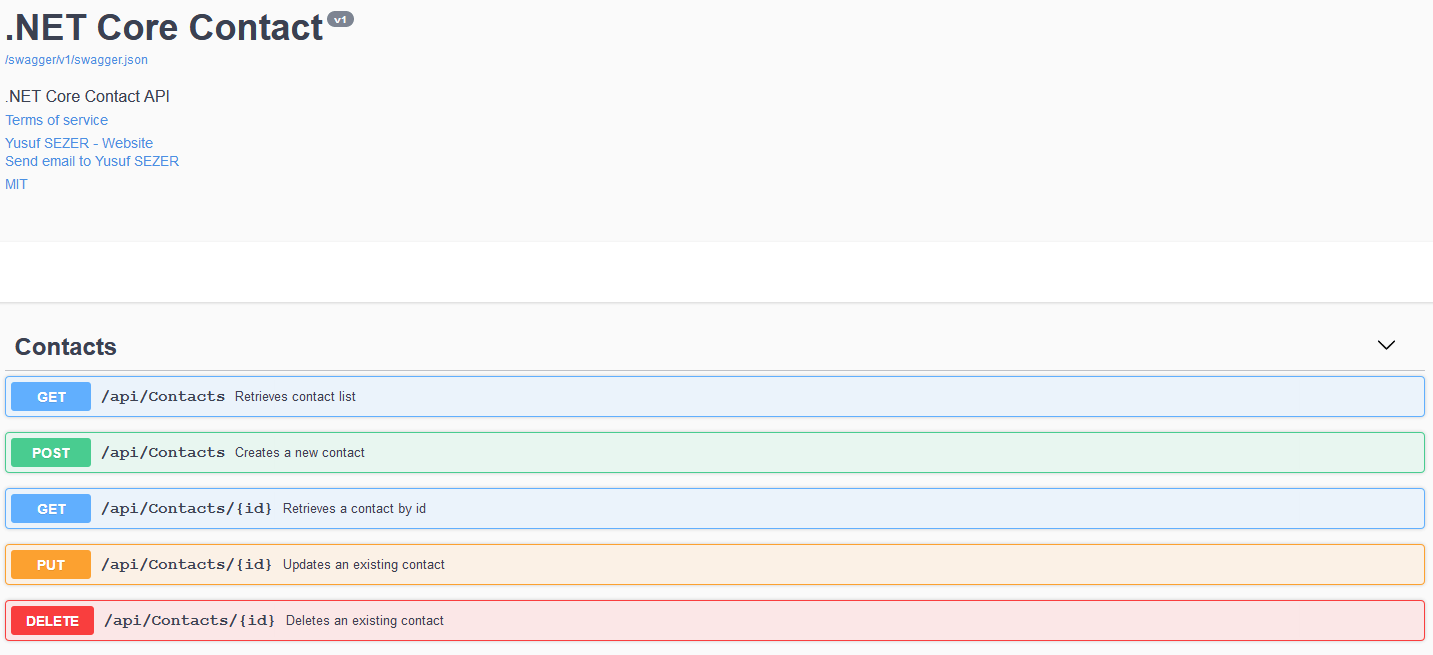 .NET Core Contact v1
/swagger/v1/swagger.json
.NET Core Contact API
Terms of service
Yusuf SEZER - Website
Send email to Yusuf SEZER
MIT
Contacts
GET /api/Contacts Retrieves contact list
POST /api/Contacts Creates a new contact
GET /api/Contacts/{id} Retrieves a contact by id
PUT /api/Contacts/{id} Updates an existing contact
DELETE /api/Contacts/{id} Deletes an existing contact